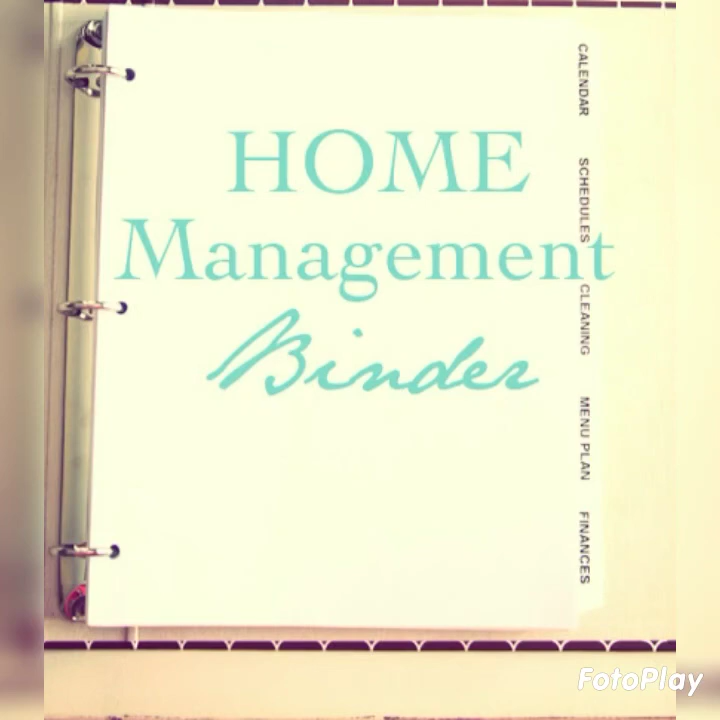 HOME
Management
Binder
CALENDAR
SCHEDULES
CLEANING
MENU PLAN
FINANCES
FotoPlay